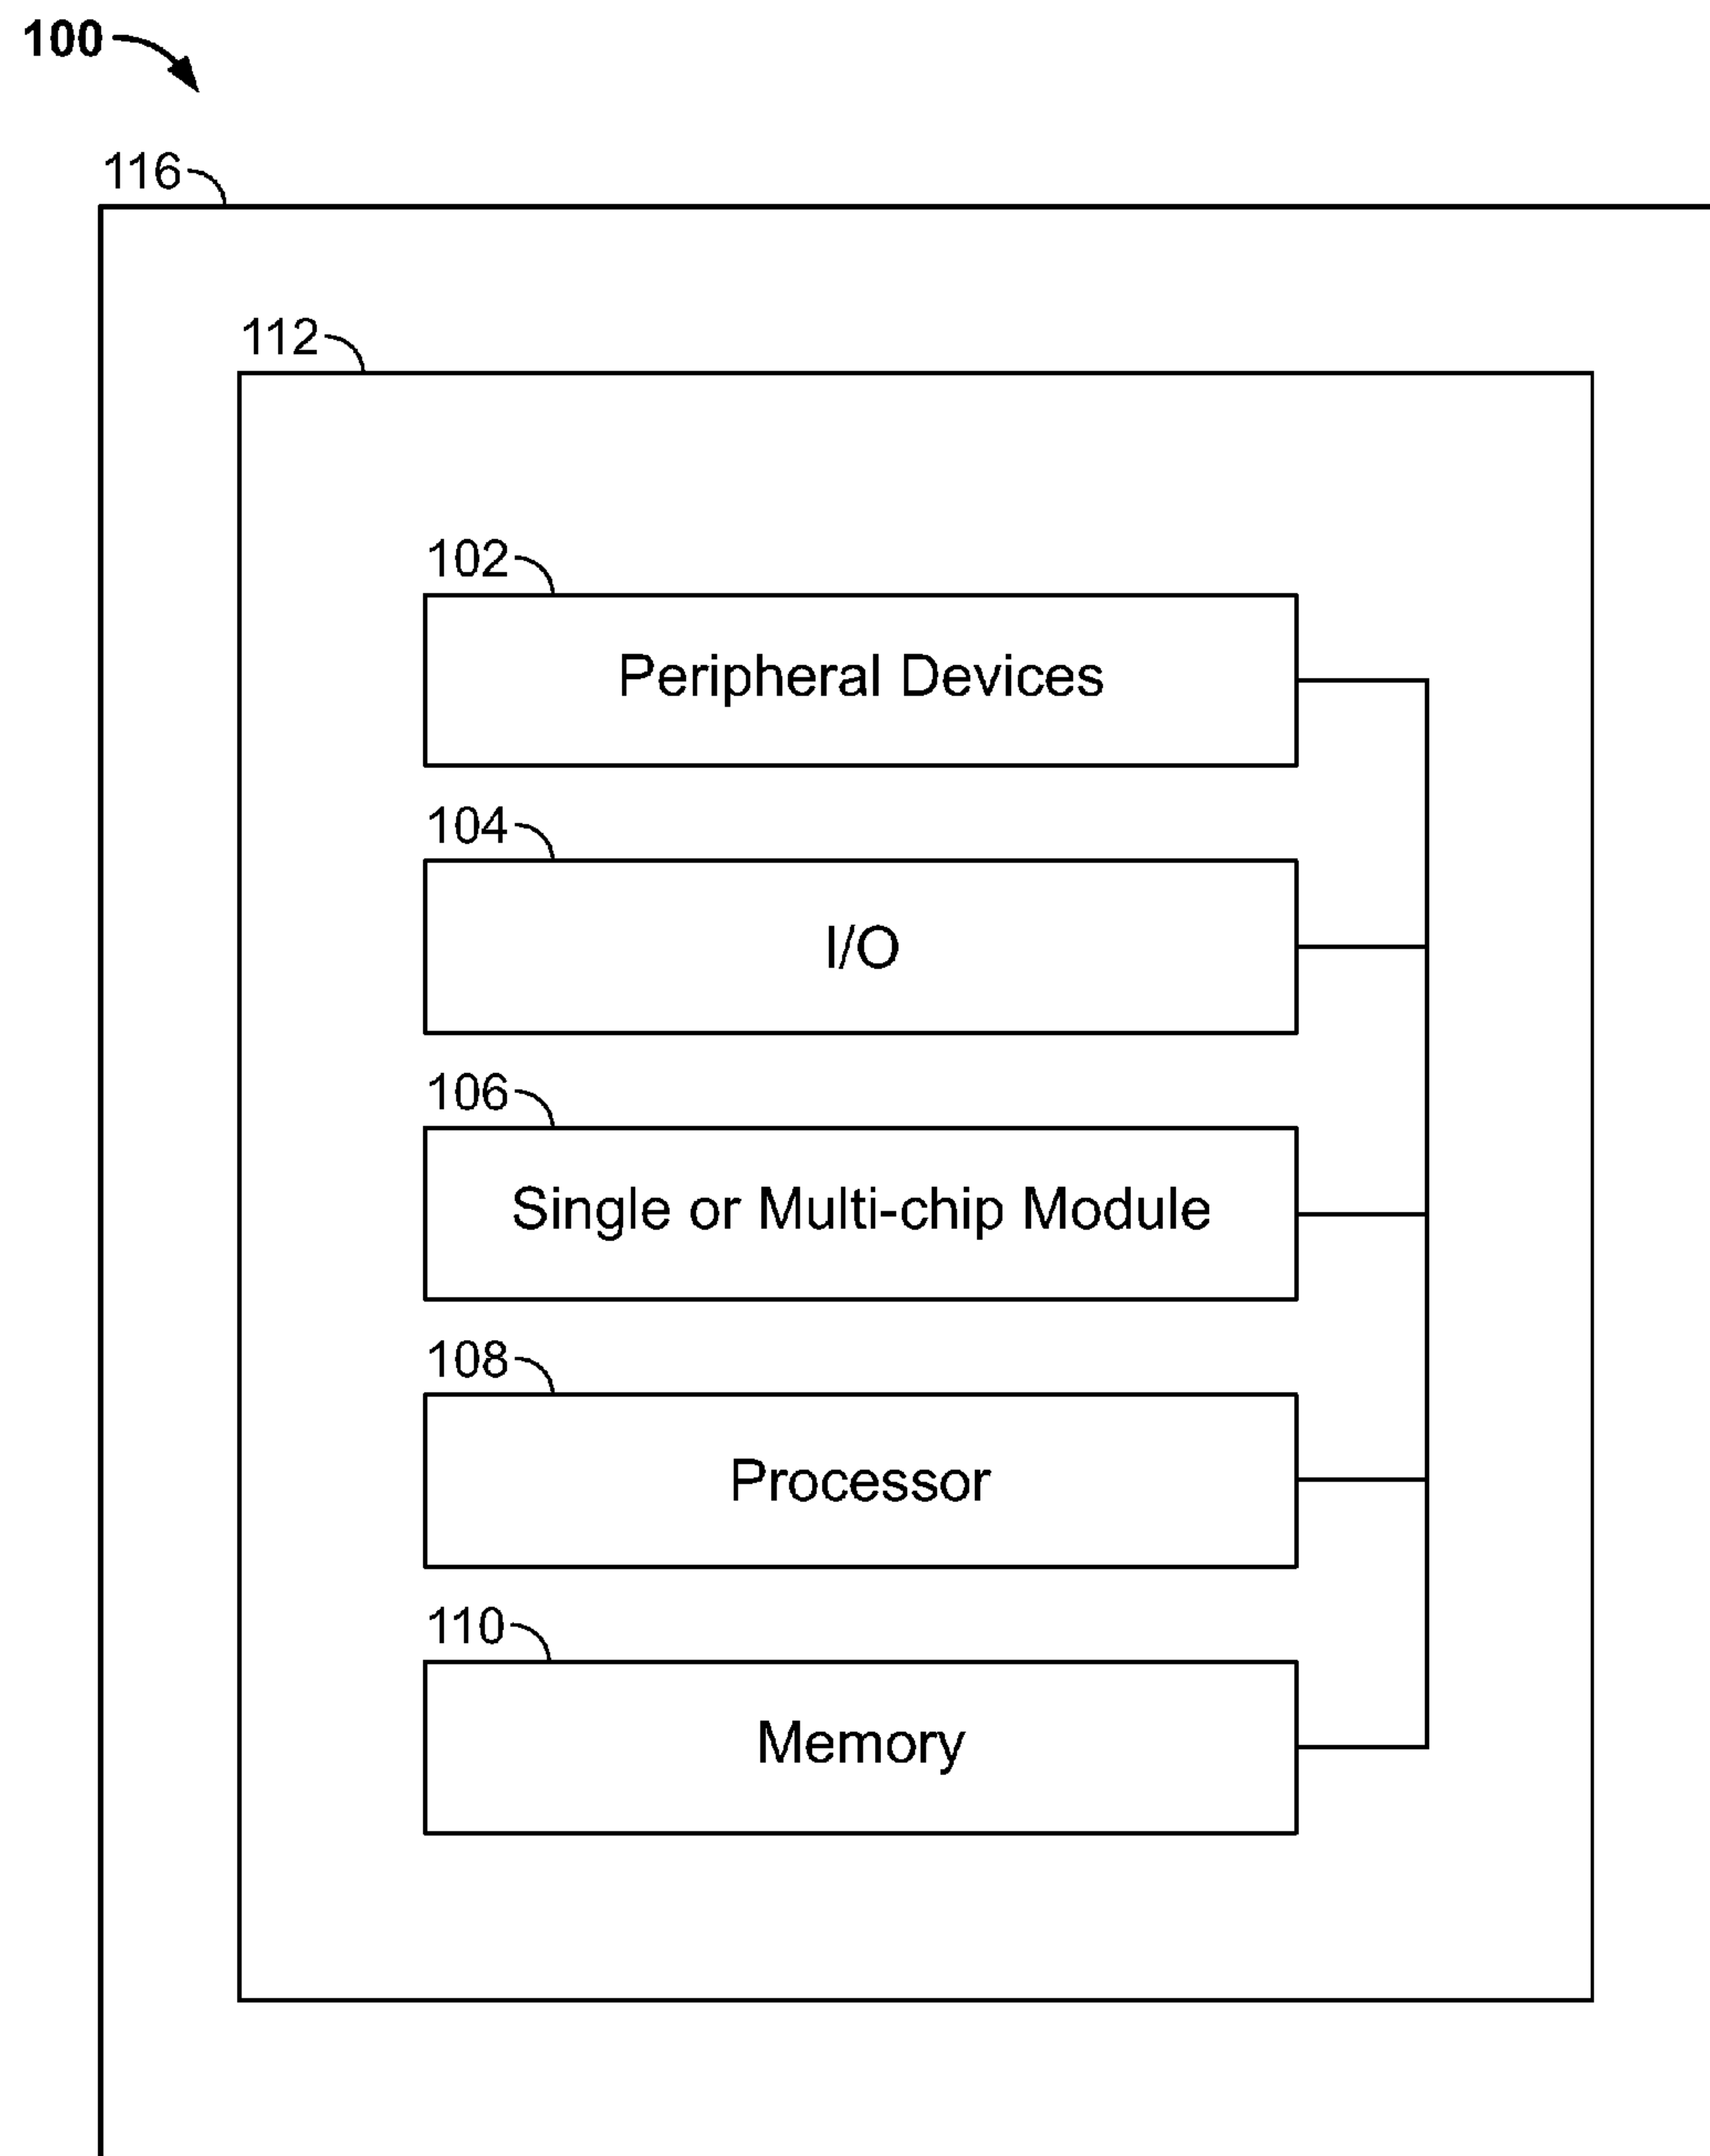 100
116
112
102
Peripheral Devices
104
I/O
106
Single or Multi-chip Module
108
Processor
110
Memory